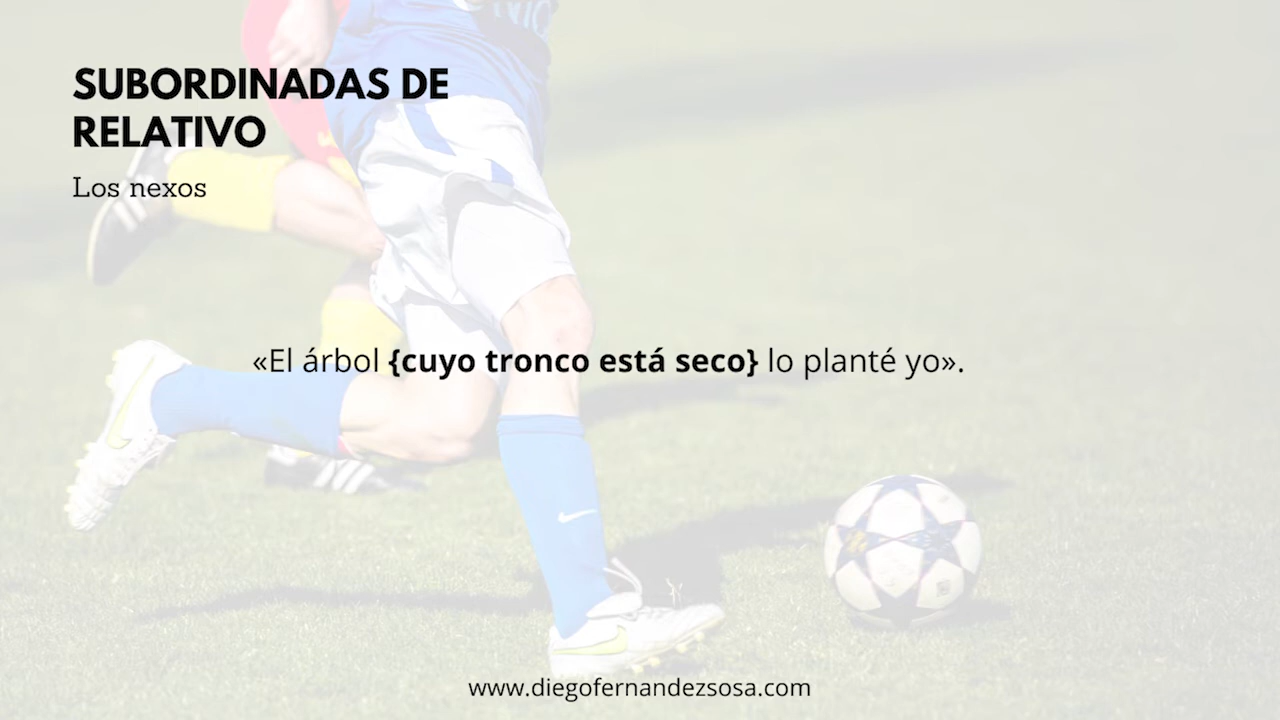 SUBORDINADAS DE
RELATIVO
Los nexos
«El árbol {cuyo tronco está seco} lo planté yo».
www.diegofernandezsosa.com